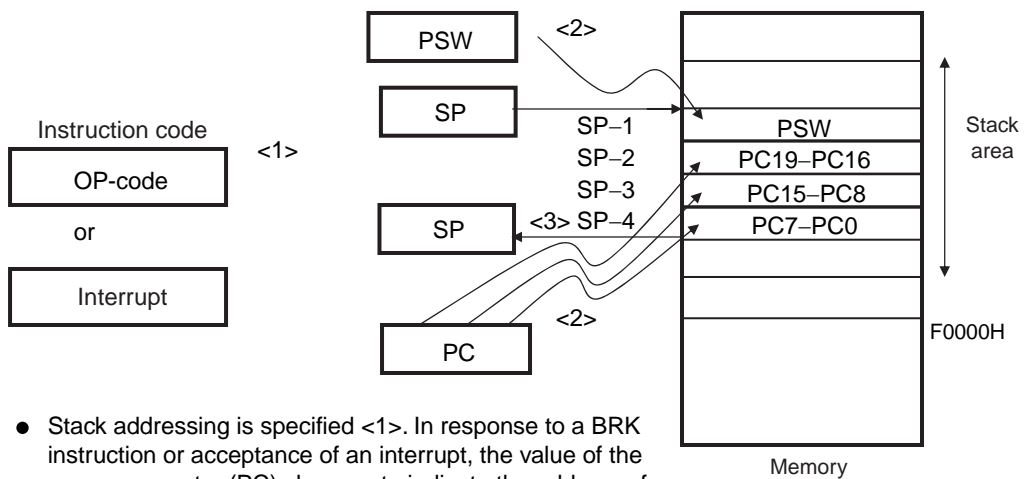 PSW
<2>
SP
Instruction code
<1>
OP-code
or
Interrupt
SP–1
SP–2
SP–3
<3> SP–4
SP
<2>
PC
PSW
PC19–PC16
PC15–PC8
PC7–PC0
Stack
area
F0000H
Memory
● Stack addressing is specified <1>. In response to a BRK
instruction or acceptance of an interrupt, the value of the